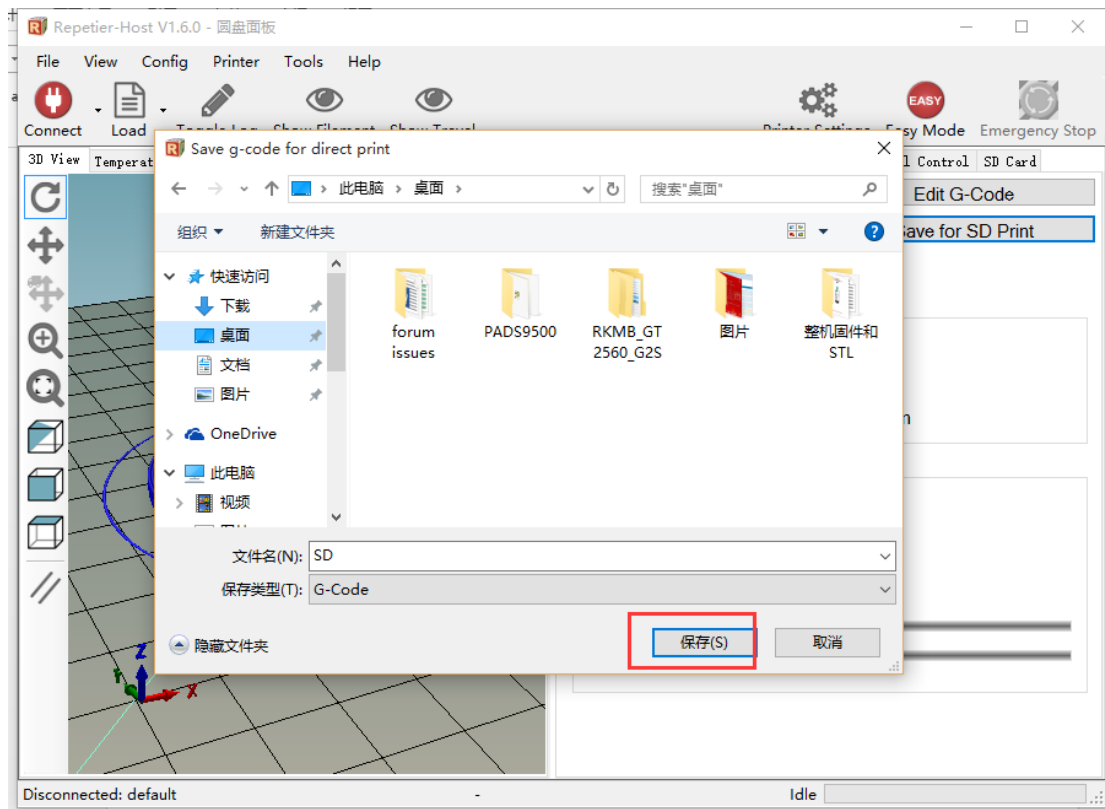 Repetier-Host V1.6.0 - 圆盘面板
File View Config Printer Tools Help
Connect Load Emergency Stop
EASY
Easy Mode
3D View Temperat
Control SD Card
Save g-code for direct print
此电脑 › 桌面 ›
搜索"桌面"
Edit G-Code
组织 新建文件夹
Save for SD Print
快速访问
下载
桌面
文档
图片
OneDrive
此电脑
视频
forum issues
PADS9500
RKMB_GT2560_G2S
图片
整机固件和STL
文件名(N): SD
保存类型(T): G-Code
隐藏文件夹
保存(S) 取消
Z
X
Disconnected: default - Idle